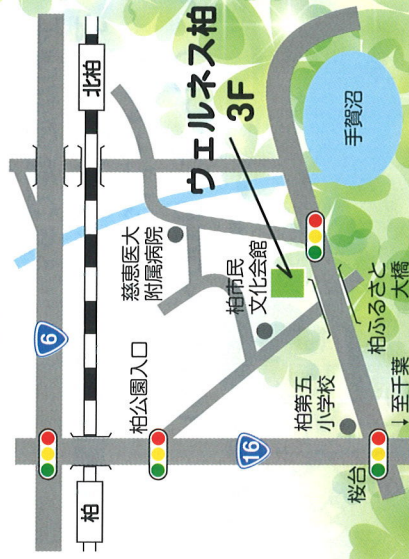 北柏
ウェルネス柏
3F
手賀沼
慈恵医大
附属病院
柏市民
文化会館
6
柏公園入口
柏ふるさと
大橋
柏第五
小学校
16
柏
桜台
↓至千葉